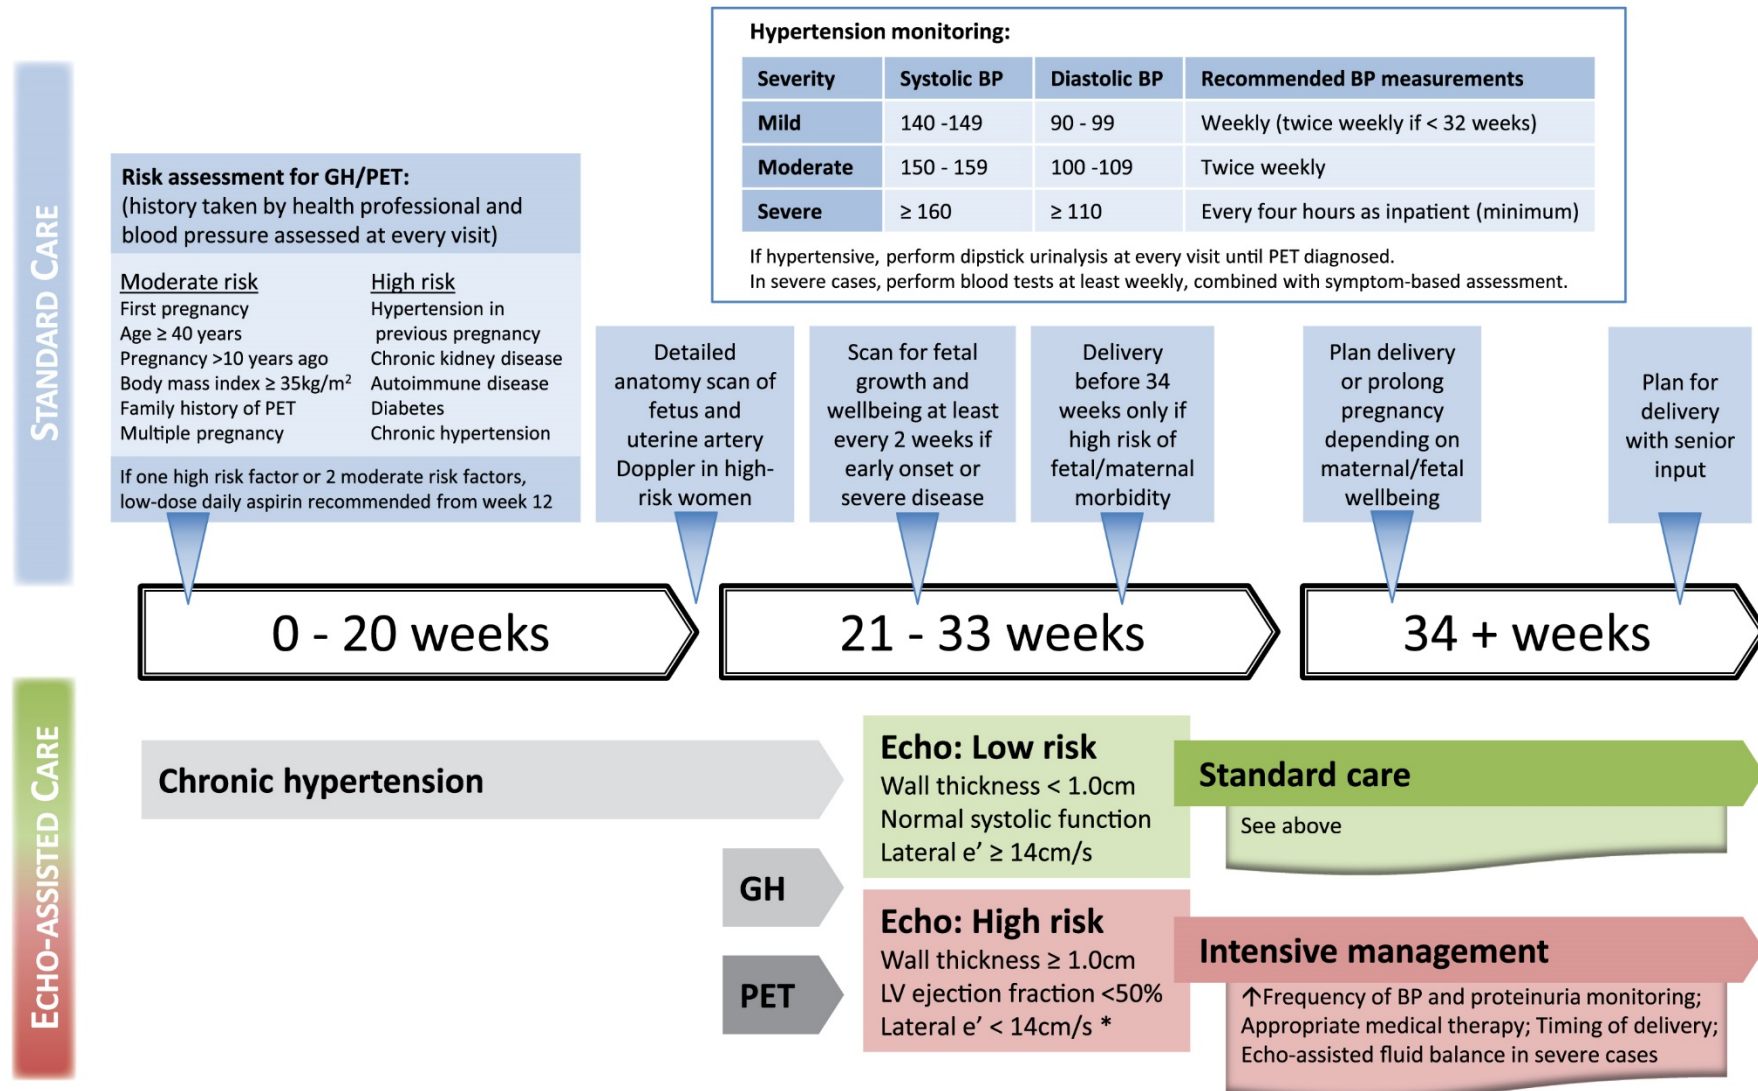 STANDARD CARE
Hypertension monitoring:
Severity Systolic BP Diastolic BP Recommended BP measurements
Mild 140 -149 90 - 99 Weekly (twice weekly if < 32 weeks)
Moderate 150 - 159 100 -109 Twice weekly
Severe ≥ 160 ≥ 110 Every four hours as inpatient (minimum)
If hypertensive, perform dipstick urinalysis at every visit until PET diagnosed.
In severe cases, perform blood tests at least weekly, combined with symptom-based assessment.
Risk assessment for GH/PET:
(history taken by health professional and
blood pressure assessed at every visit)
Moderate risk
First pregnancy
Age ≥ 40 years
Pregnancy >10 years ago
Body mass index ≥ 35kg/m²
Family history of PET
Multiple pregnancy
High risk
Hypertension in
previous pregnancy
Chronic kidney disease
Autoimmune disease
Diabetes
Chronic hypertension
If one high risk factor or 2 moderate risk factors,
low-dose daily aspirin recommended from week 12
Detailed
anatomy scan of
fetus and
uterine artery
Doppler in high-
risk women
Scan for fetal
growth and
wellbeing at least
every 2 weeks if
early onset or
severe disease
Delivery
before 34
weeks only if
high risk of
fetal/maternal
morbidity
Plan delivery
or prolong
pregnancy
depending on
maternal/fetal
wellbeing
Plan for
delivery
with senior
input
0 - 20 weeks
21 - 33 weeks
34 + weeks
ECHO-ASSISTED CARE
Chronic hypertension
GH
PET
Echo: Low risk
Wall thickness < 1.0cm
Normal systolic function
Lateral e’ ≥ 14cm/s
Standard care
See above
Echo: High risk
Wall thickness ≥ 1.0cm
LV ejection fraction <50%
Lateral e’ < 14cm/s *
Intensive management
↑Frequency of BP and proteinuria monitoring;
Appropriate medical therapy; Timing of delivery;
Echo-assisted fluid balance in severe cases